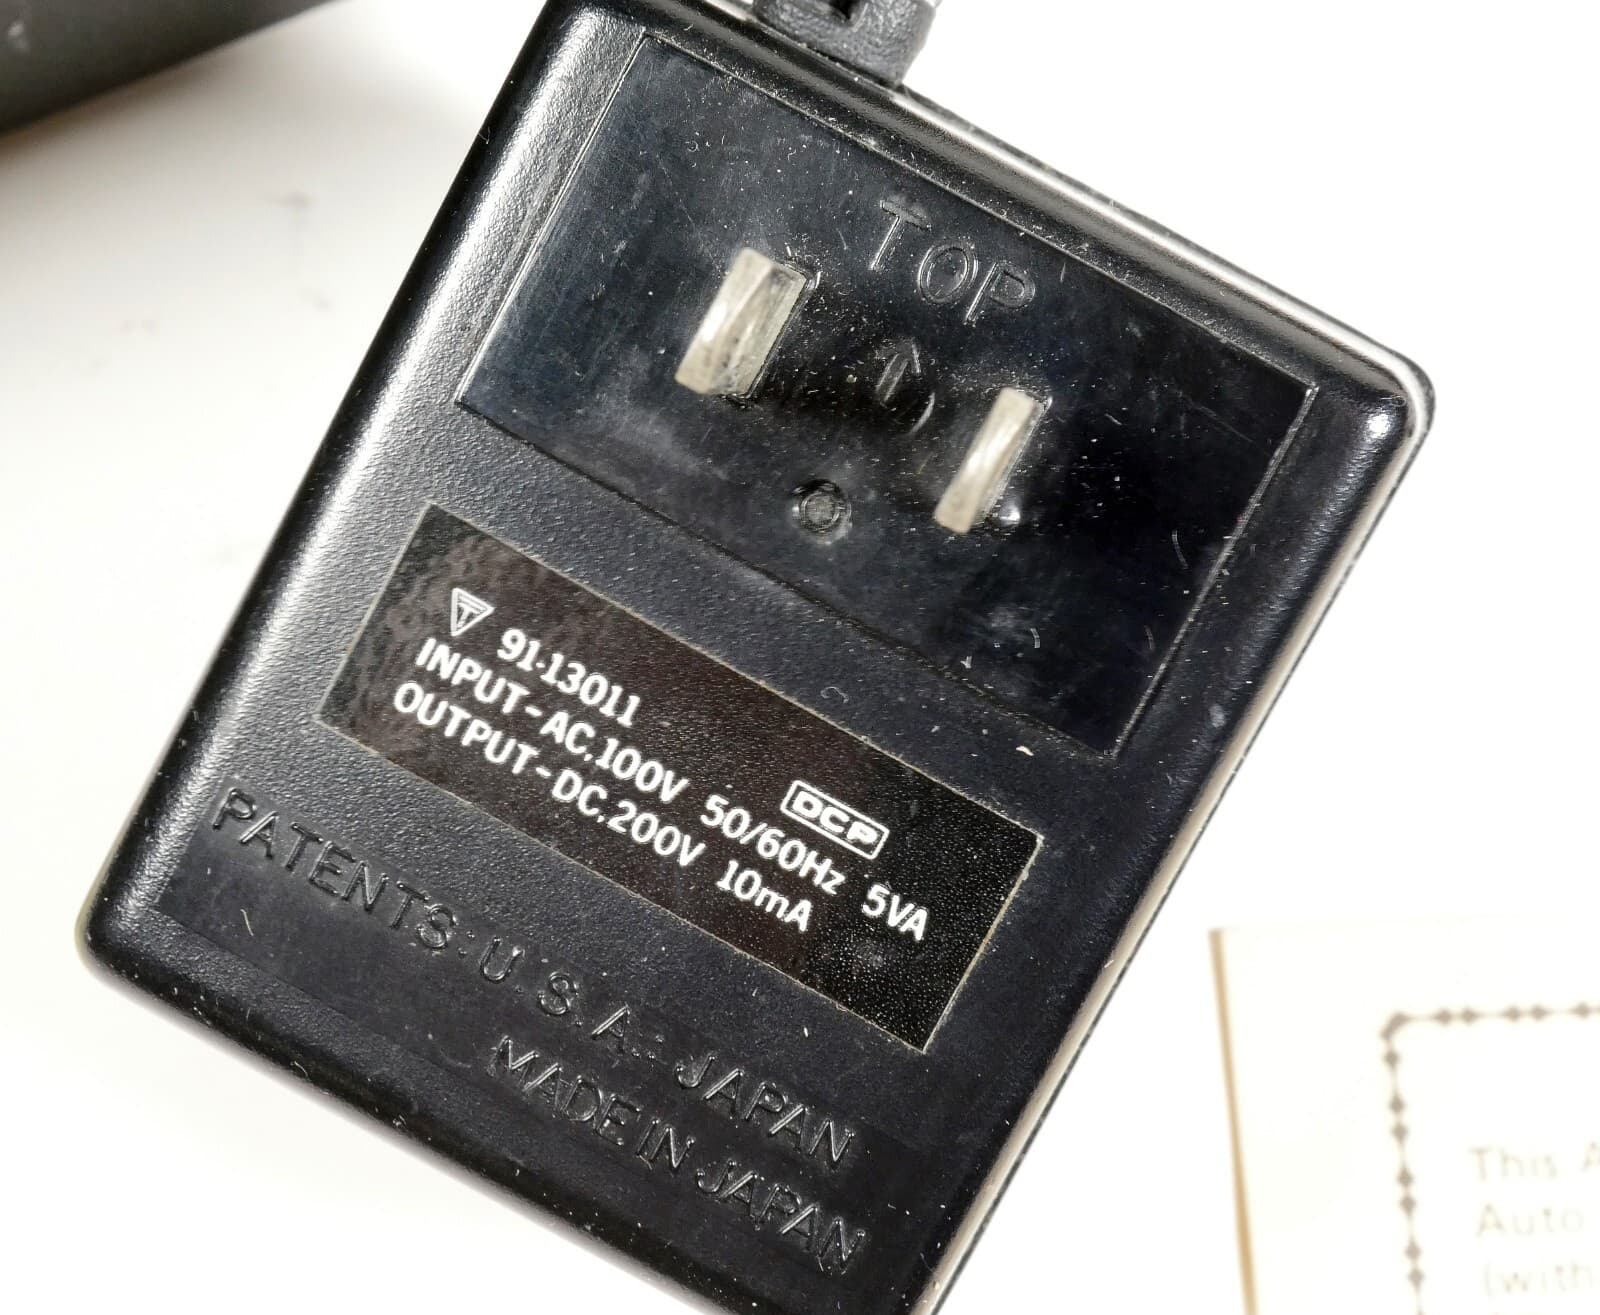 TOP
91-13011
DCP
INPUT-AC,100V 50/60Hz 5VA
OUTPUT-DC,200V 10mA
PATENTS: U.S.A.- JAPAN
MADE IN JAPAN
This A
Auto
(with